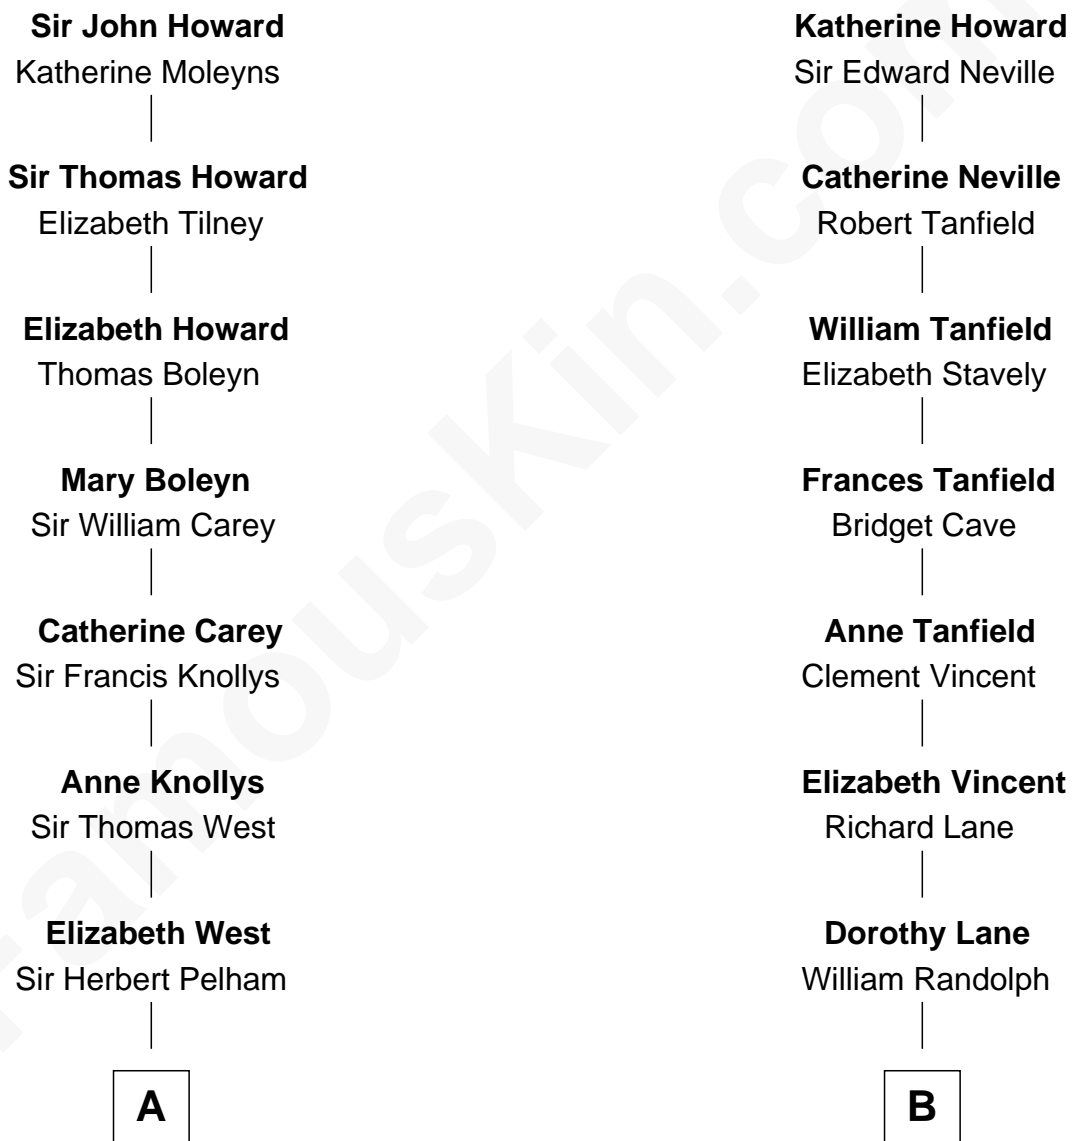 Sir John Howard
Katherine Moleyns
Sir Thomas Howard
Elizabeth Tilney
Elizabeth Howard
Thomas Boleyn
Mary Boleyn
Sir William Carey
Catherine Carey
Sir Francis Knollys
Anne Knollys
Sir Thomas West
Elizabeth West
Sir Herbert Pelham
A
Katherine Howard
Sir Edward Neville
Catherine Neville
Robert Tanfield
William Tanfield
Elizabeth Stavely
Frances Tanfield
Bridget Cave
Anne Tanfield
Clement Vincent
Elizabeth Vincent
Richard Lane
Dorothy Lane
William Randolph
B
FamousKin.com